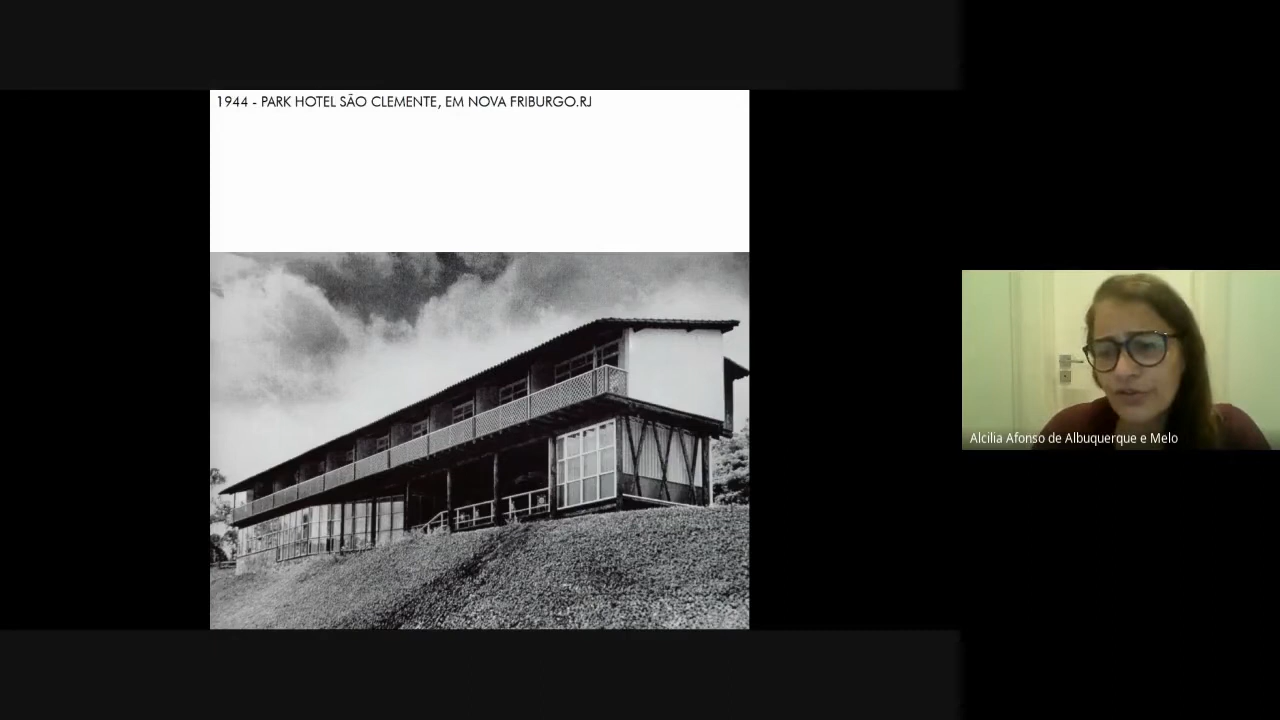 1944 - PARK HOTEL SÃO CLEMENTE, EM NOVA FRIBURGO.RJ
Alcilia Afonso de Albuquerque e Melo